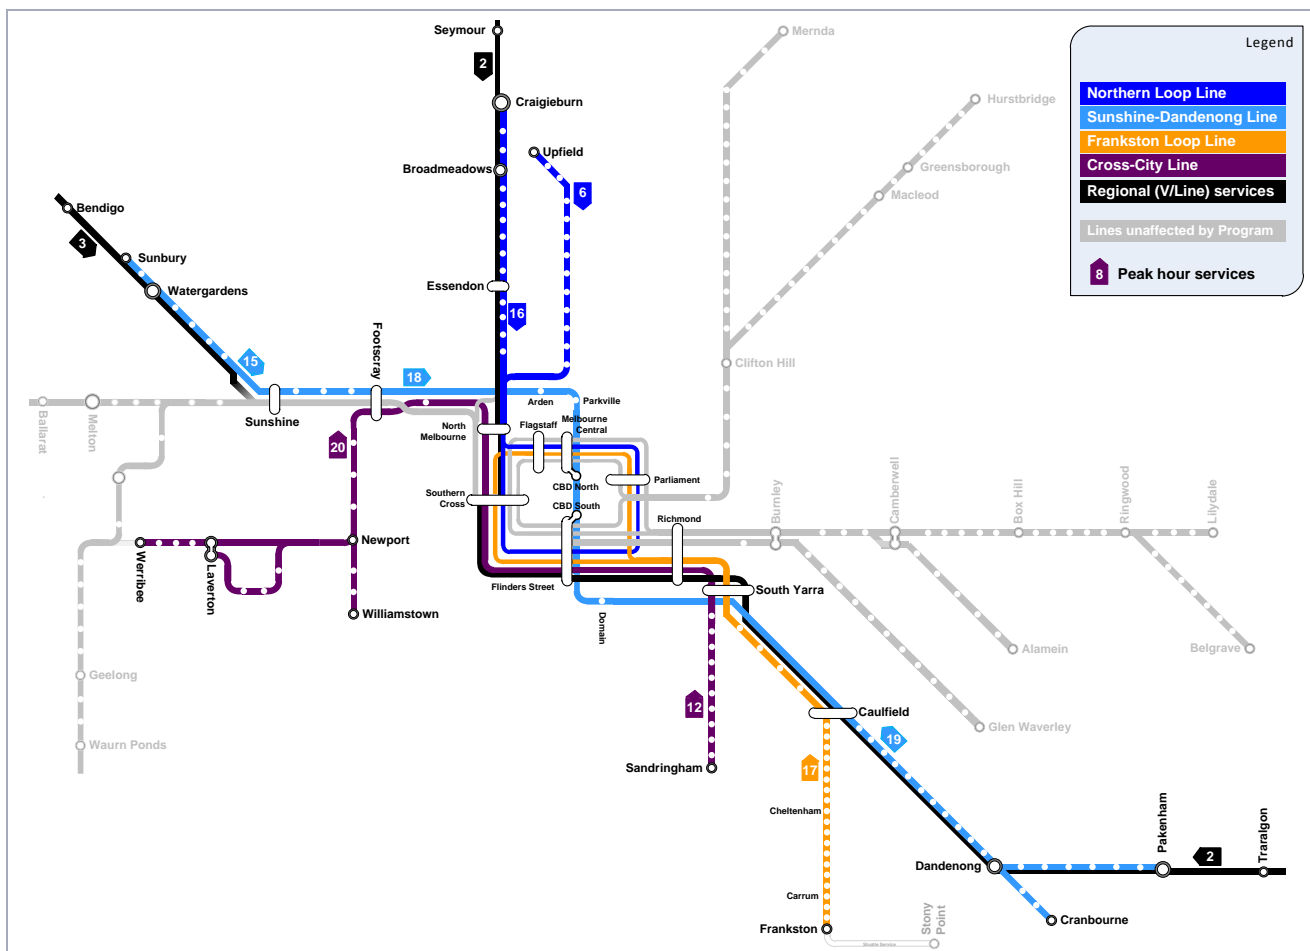 Seymour
2
Craigieburn
Upfield
Broadmeadows
6
Mernda
Hurstbridge
Greensborough
Macleod
Legend
Northern Loop Line
Sunshine-Dandenong Line
Frankston Loop Line
Cross-City Line
Regional (V/Line) services
Lines unaffected by Program
8
Peak hour services
Bendigo
3
Sunbury
Watergardens
Essendon
16
15
Footscray
18
Clifton Hill
Ballarat
Melton
Sunshine
20
North
Melbourne
Arden
Parkville
Flagstaff
Melbourne
Central
CBD North
CBD South
Parliament
Southern
Cross
Richmond
Burnley
Camberwell
Box Hill
Ringwood
Lilydale
Werribee
Laverton
Newport
Williamstown
Flinders Street
Domain
South Yarra
Alamein
Belgrave
Geelong
Waurn Ponds
12
Sandringham
Caulfield
19
Glen Waverley
17
Cheltenham
Carrum
Frankston
Stony
Point
Shuttle Service
Dandenong
Pakenham
2
Traralgon
Cranbourne